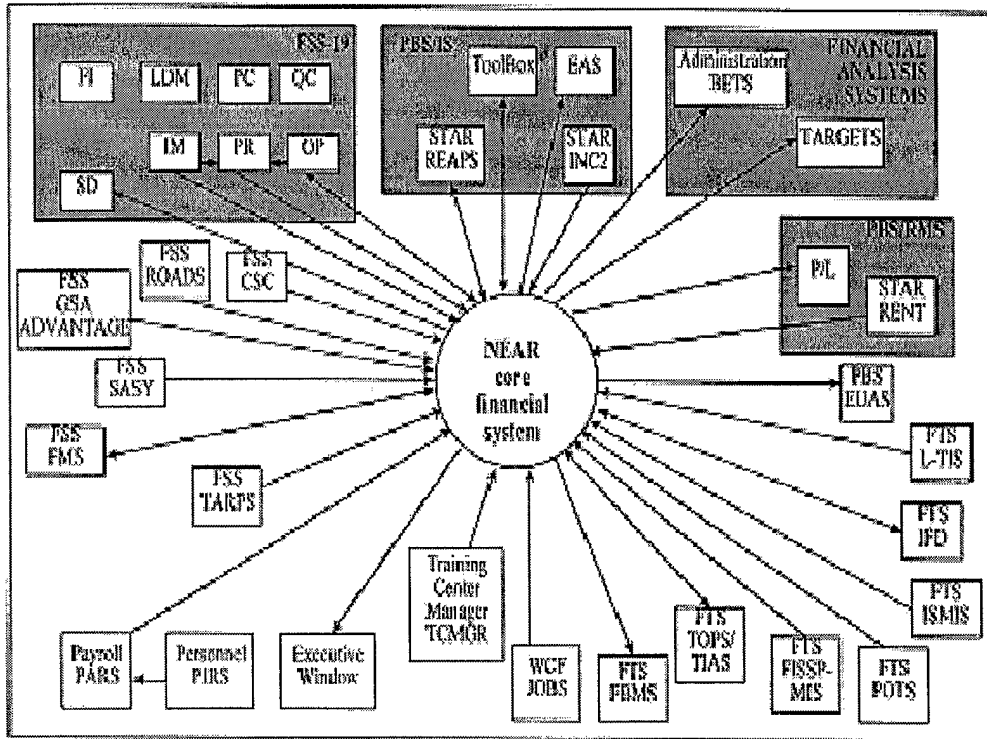 FSS-19
FI
LDM
PC
QC
IM
PR
OP
SD
PBS/IS
ToolBox
EAS
STAR
REAPS
STAR
INC2
FINANCIAL
ANALYSIS
SYSTEMS
Administration
BETS
TARGETS
PBS/RMS
P/L
STAR
RENT
FSS
ROADS
FSS
CSC
FSS
GSA
ADVANTAGE
FSS
SASY
FSS
FMS
FSS
TARPS
NEAR
core
financial
system
PBS
EUAS
FTS
L-TIS
FTS
IFD
FTS
ISMIS
Payroll
PARS
Personnel
PIRS
Executive
Window
Training
Center
Manager
TCMGR
WCF
JOBS
FTS
FTS
TOPS/
TIAS
FTS
FISSP-
MIS
FTS
POTS